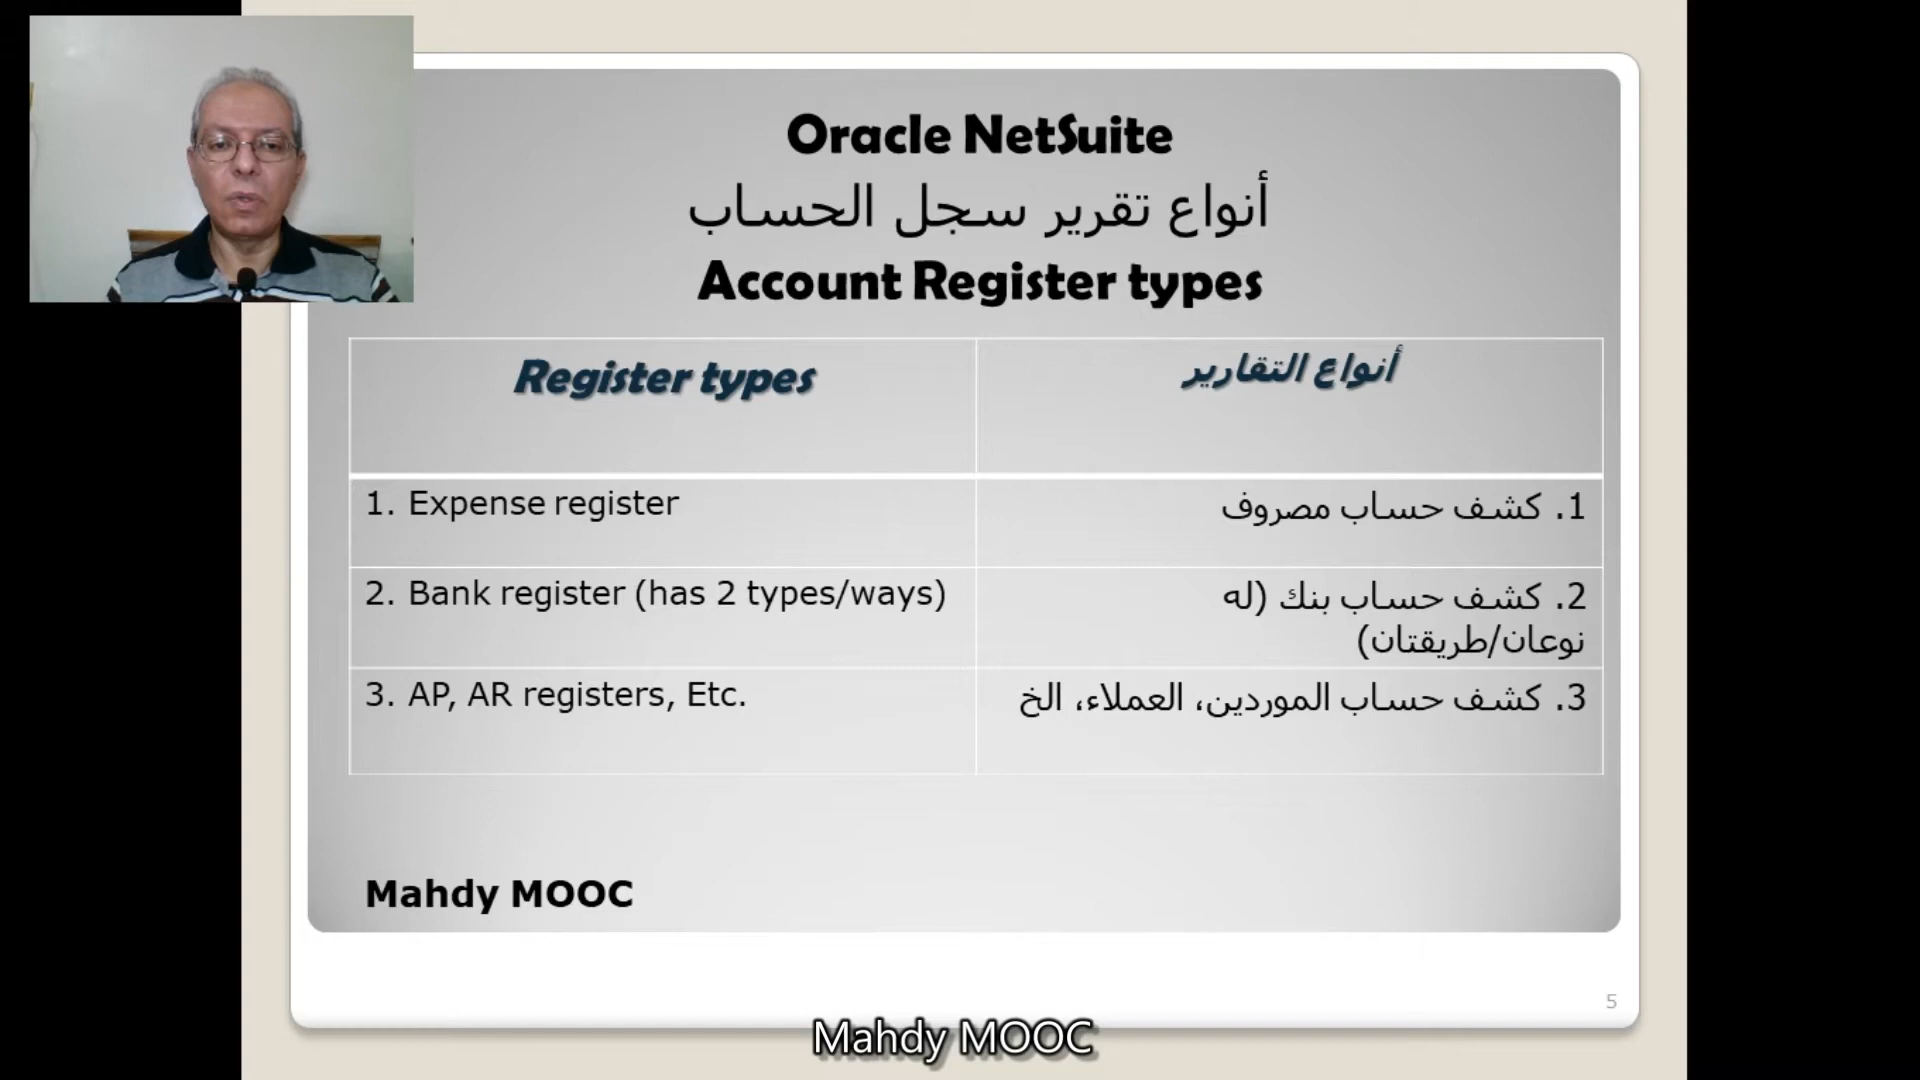 Oracle NetSuite
أنواع تقرير سجل الحساب
Account Register types
Register types
أنواع التقارير
1. Expense register
1. كشف حساب مصروف
2. Bank register (has 2 types/ways)
2. كشف حساب بنك (له
نوعان/طريقتان)
3. AP, AR registers, Etc.
3. كشف حساب الموردين، العملاء، الخ
Mahdy MOOC
5
Mahdy MOOC